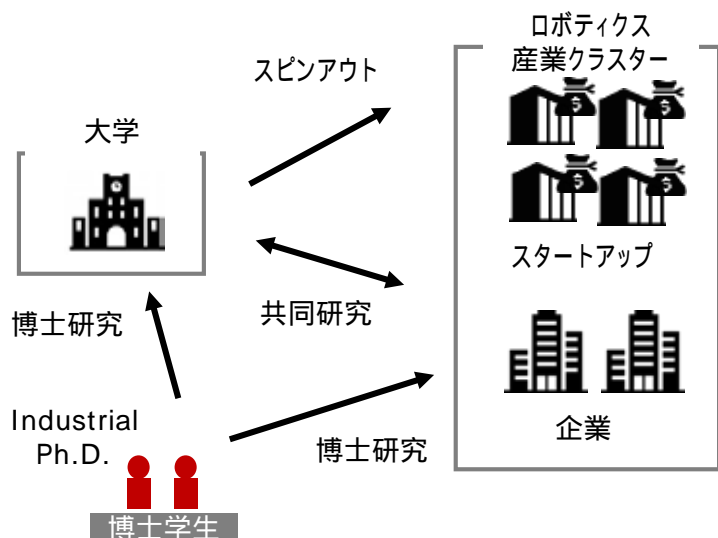 ロボティクス
産業クラスター
スピンアウト
大学
スタートアップ
共同研究
博士研究
企業
Industrial
Ph.D.
博士研究
博士学生